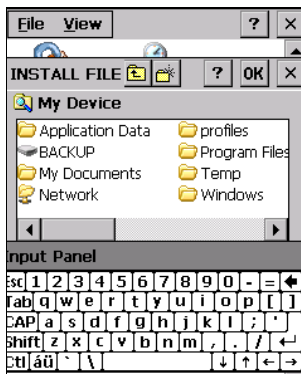 File View ? ×
INSTALL FILE ? OK ×
My Device
Application Data profiles
BACKUP Program Files
My Documents Temp
Network Windows
Input Panel
Esc 1 2 3 4 5 6 7 8 9 0 - =
Tab q w e r t y u i o p [ ]
CAP a s d f g h j k l ; '
Shift z x c v b n m , . /
Ctl áü ` \ ↓ ↑ ← →